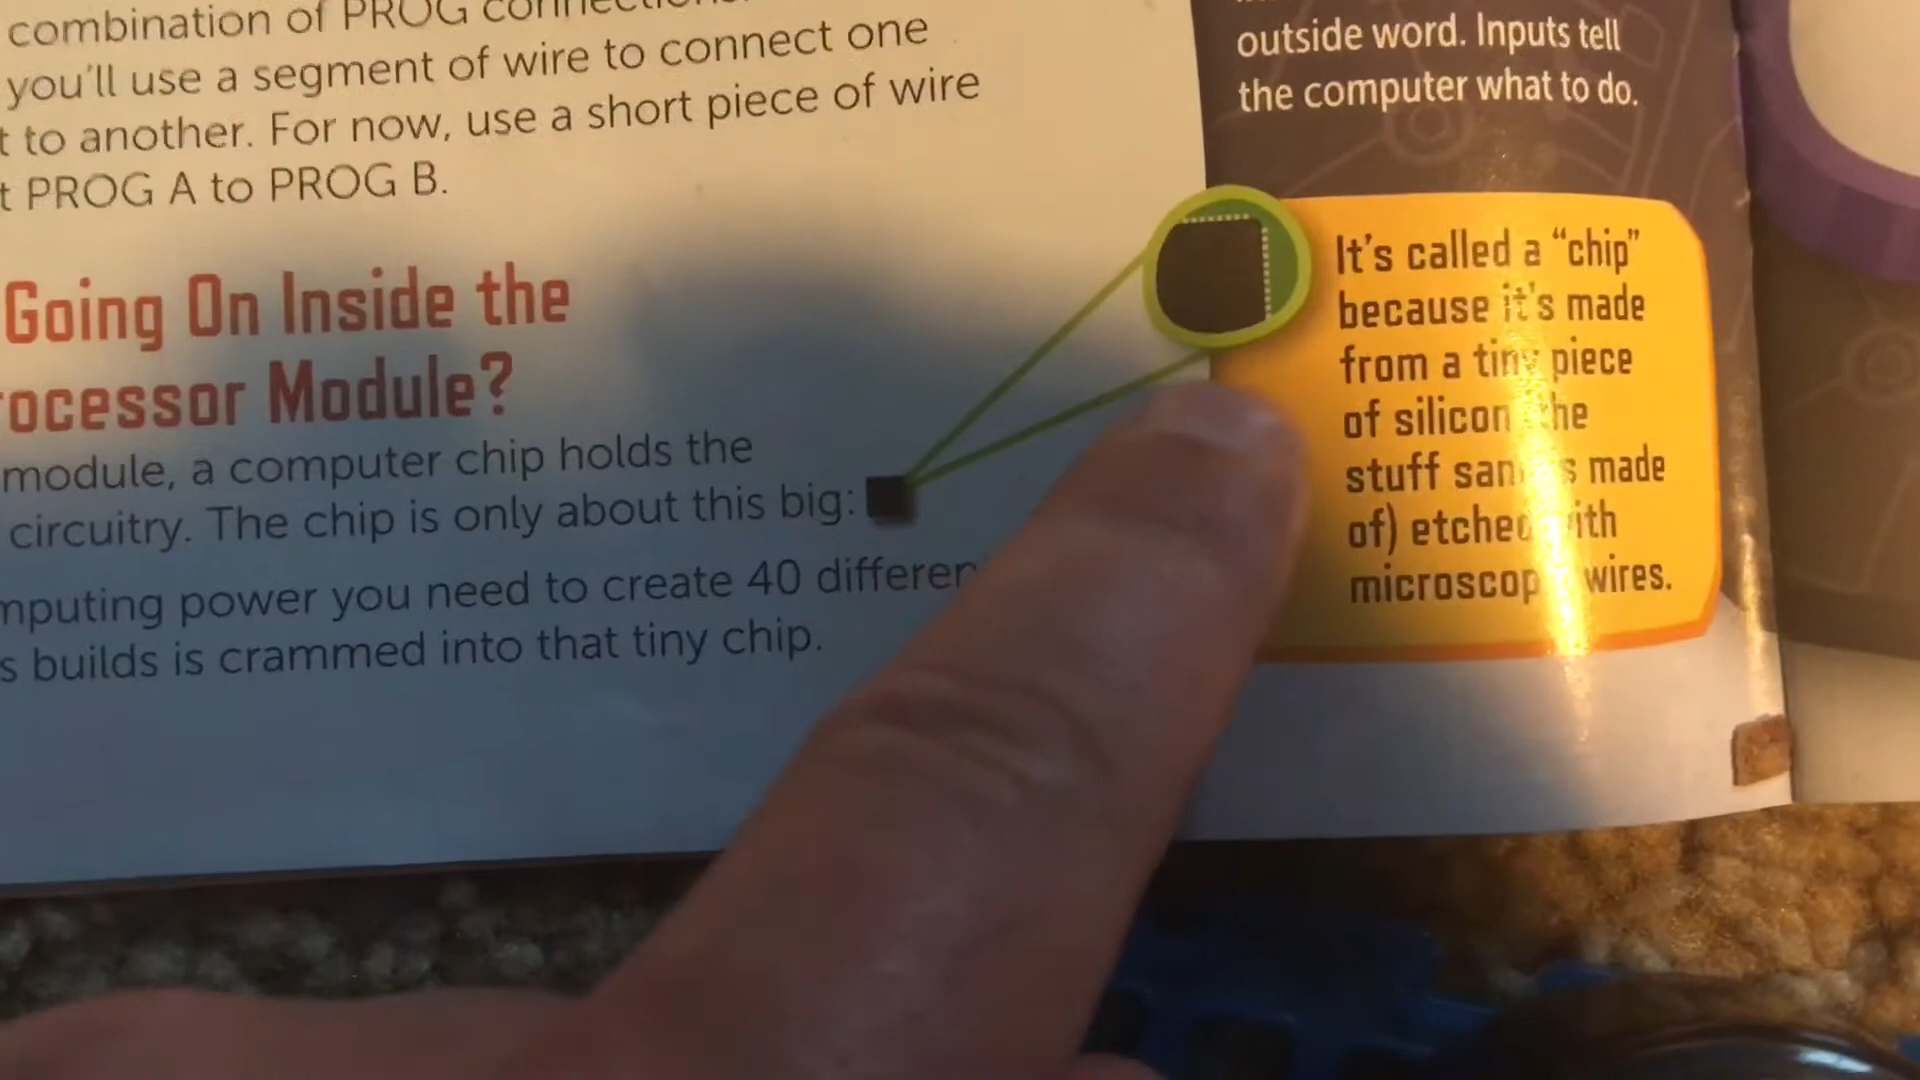 combination of PROG
you'll use a segment of wire to connect one
to another. For now, use a short piece of wire
PROG A to PROG B.
Going On Inside the
Module?
module, a computer chip holds the
circuitry. The chip is only about this big:
power you need to create 40
builds is crammed into that tiny chip.
outside word. Inputs tell
the computer what to do.
It's called a “chip”
because it's made
from a tiny piece
of silicon
stuff made
of) etched
wires.